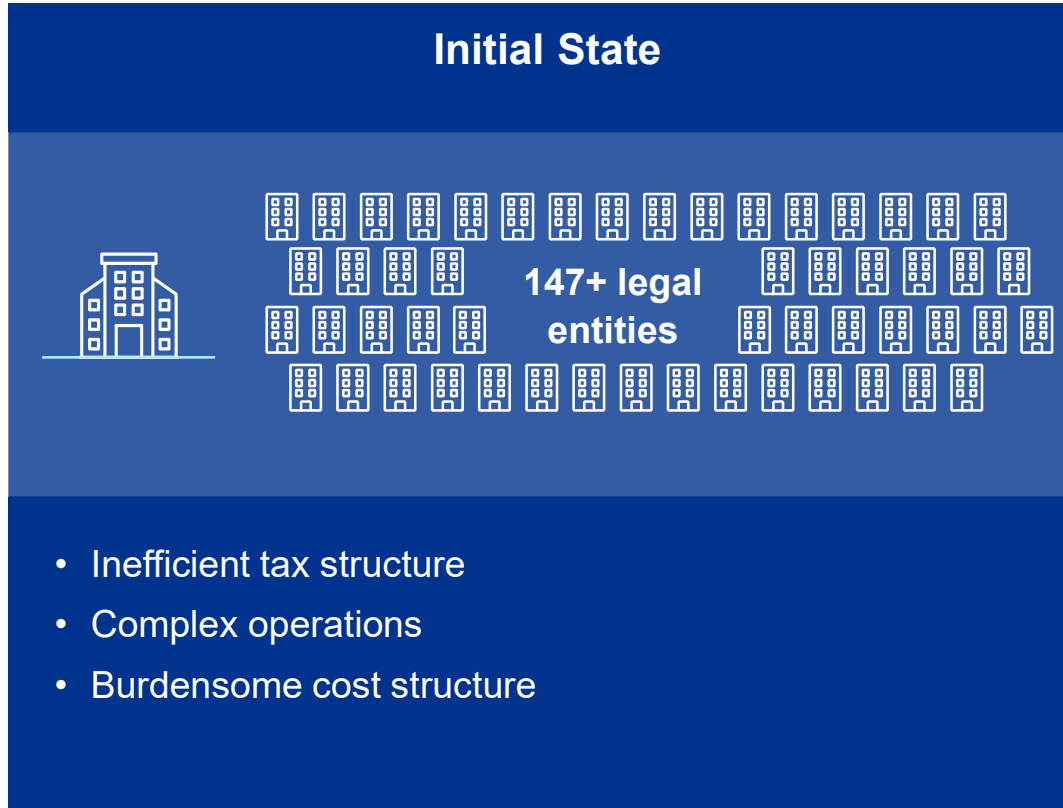 Initial State
147+ legal
entities
• Inefficient tax structure
• Complex operations
• Burdensome cost structure